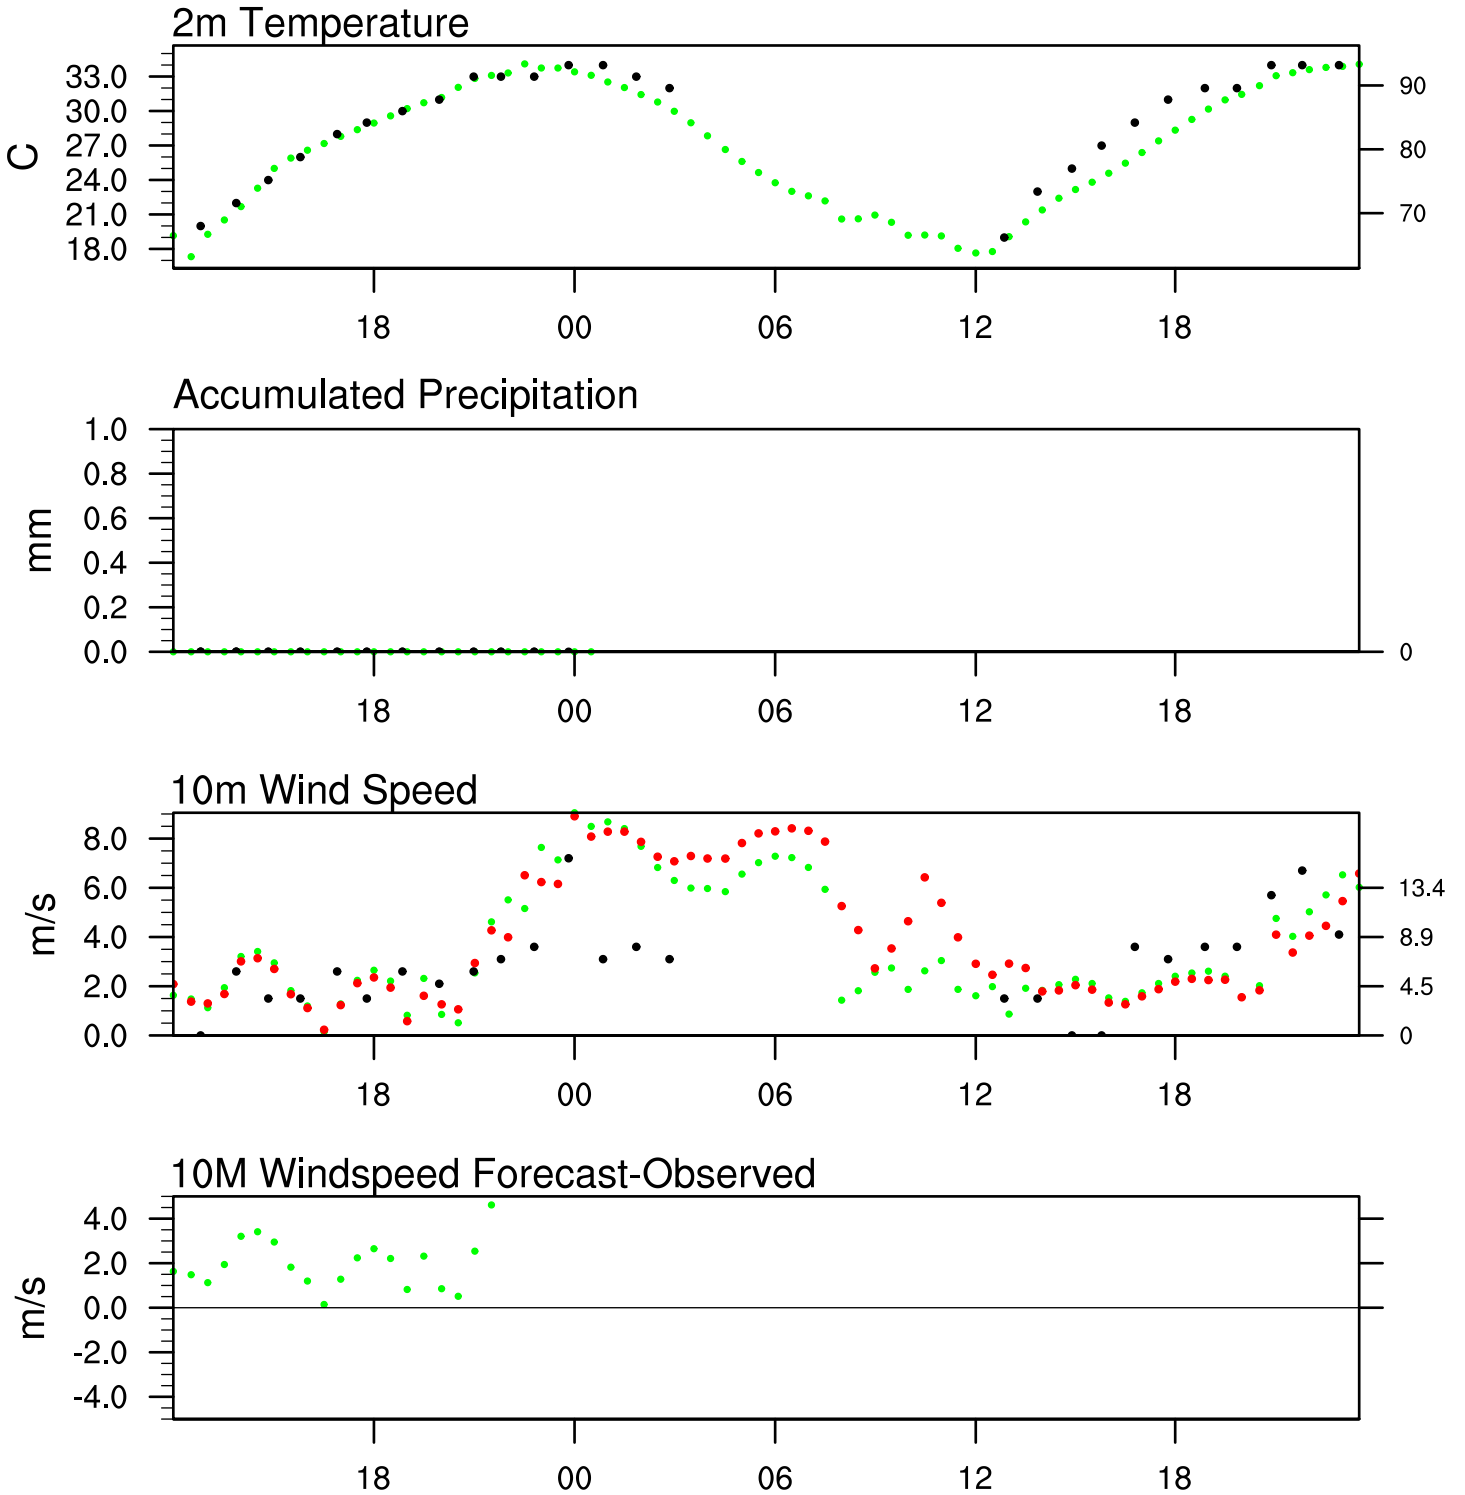 2m Temperature
33.0
30.0
27.0
24.0
21.0
18.0
C
90
80
70
18 00 06 12 18
Accumulated Precipitation
1.0
0.8
0.6
0.4
0.2
0.0
mm
0
18 00 06 12 18
10m Wind Speed
8.0
6.0
4.0
2.0
0.0
m/s
13.4
8.9
4.5
0
18 00 06 12 18
10M Windspeed Forecast-Observed
4.0
2.0
0.0
-2.0
-4.0
m/s
18 00 06 12 18